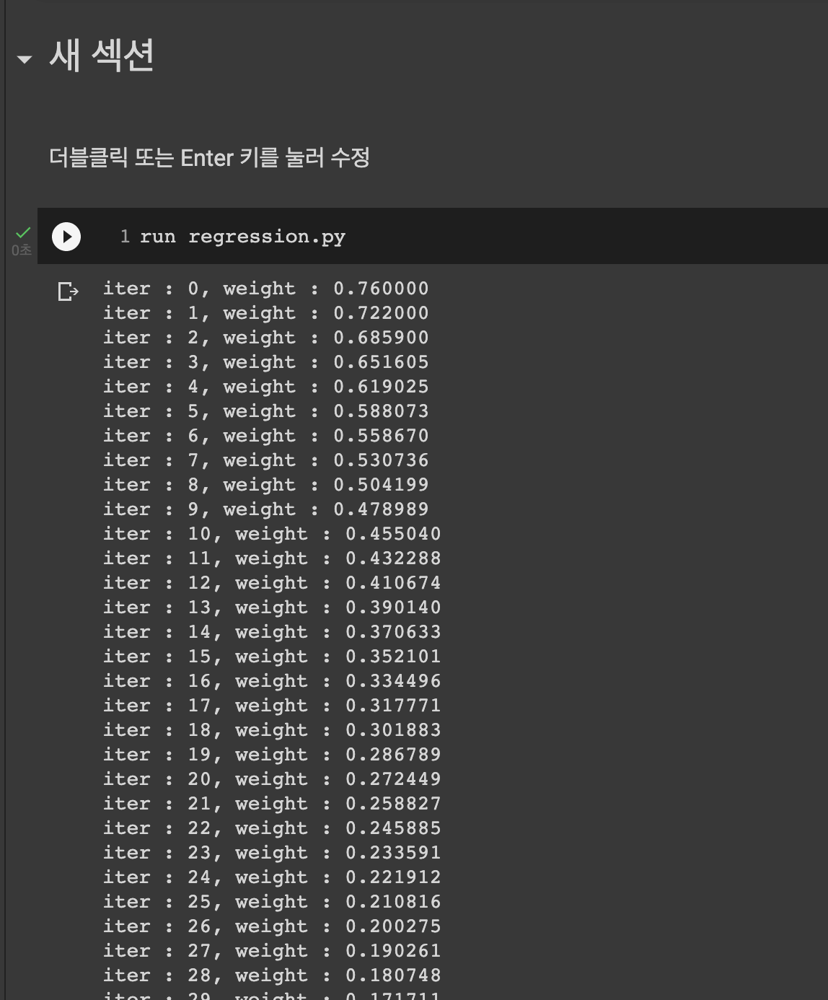 새 섹션
더블클릭 또는 Enter 키를 눌러 수정
0초
1 run regression.py
iter : 0, weight : 0.760000
iter : 1, weight : 0.722000
iter : 2, weight : 0.685900
iter : 3, weight : 0.651605
iter : 4, weight : 0.619025
iter : 5, weight : 0.588073
iter : 6, weight : 0.558670
iter : 7, weight : 0.530736
iter : 8, weight : 0.504199
iter : 9, weight : 0.478989
iter : 10, weight : 0.455040
iter : 11, weight : 0.432288
iter : 12, weight : 0.410674
iter : 13, weight : 0.390140
iter : 14, weight : 0.370633
iter : 15, weight : 0.352101
iter : 16, weight : 0.334496
iter : 17, weight : 0.317771
iter : 18, weight : 0.301883
iter : 19, weight : 0.286789
iter : 20, weight : 0.272449
iter : 21, weight : 0.258827
iter : 22, weight : 0.245885
iter : 23, weight : 0.233591
iter : 24, weight : 0.221912
iter : 25, weight : 0.210816
iter : 26, weight : 0.200275
iter : 27, weight : 0.190261
iter : 28, weight : 0.180748
iter : 29, weight : 0.171711